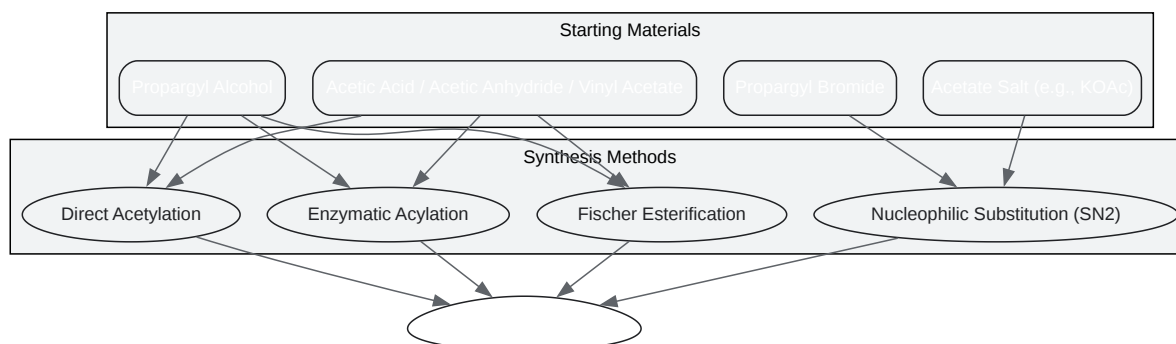 Starting Materials
Propargyl Alcohol
Acetic Acid / Acetic Anhydride / Vinyl Acetate
Propargyl Bromide
Acetate Salt (e.g., KOAc)
Synthesis Methods
Direct Acetylation
Enzymatic Acylation
Fischer Esterification
Nucleophilic Substitution (SN2)